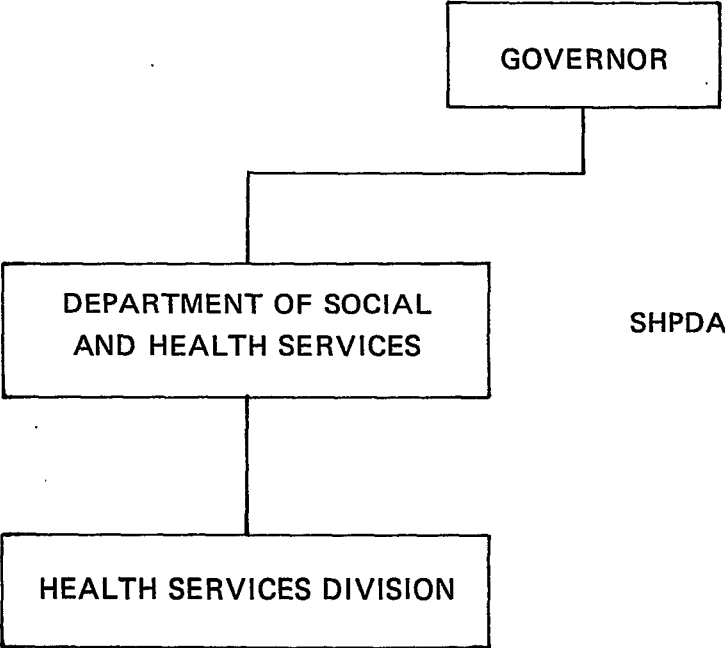 GOVERNOR
DEPARTMENT OF SOCIAL
AND HEALTH SERVICES
SHPDA
HEALTH SERVICES DIVISION